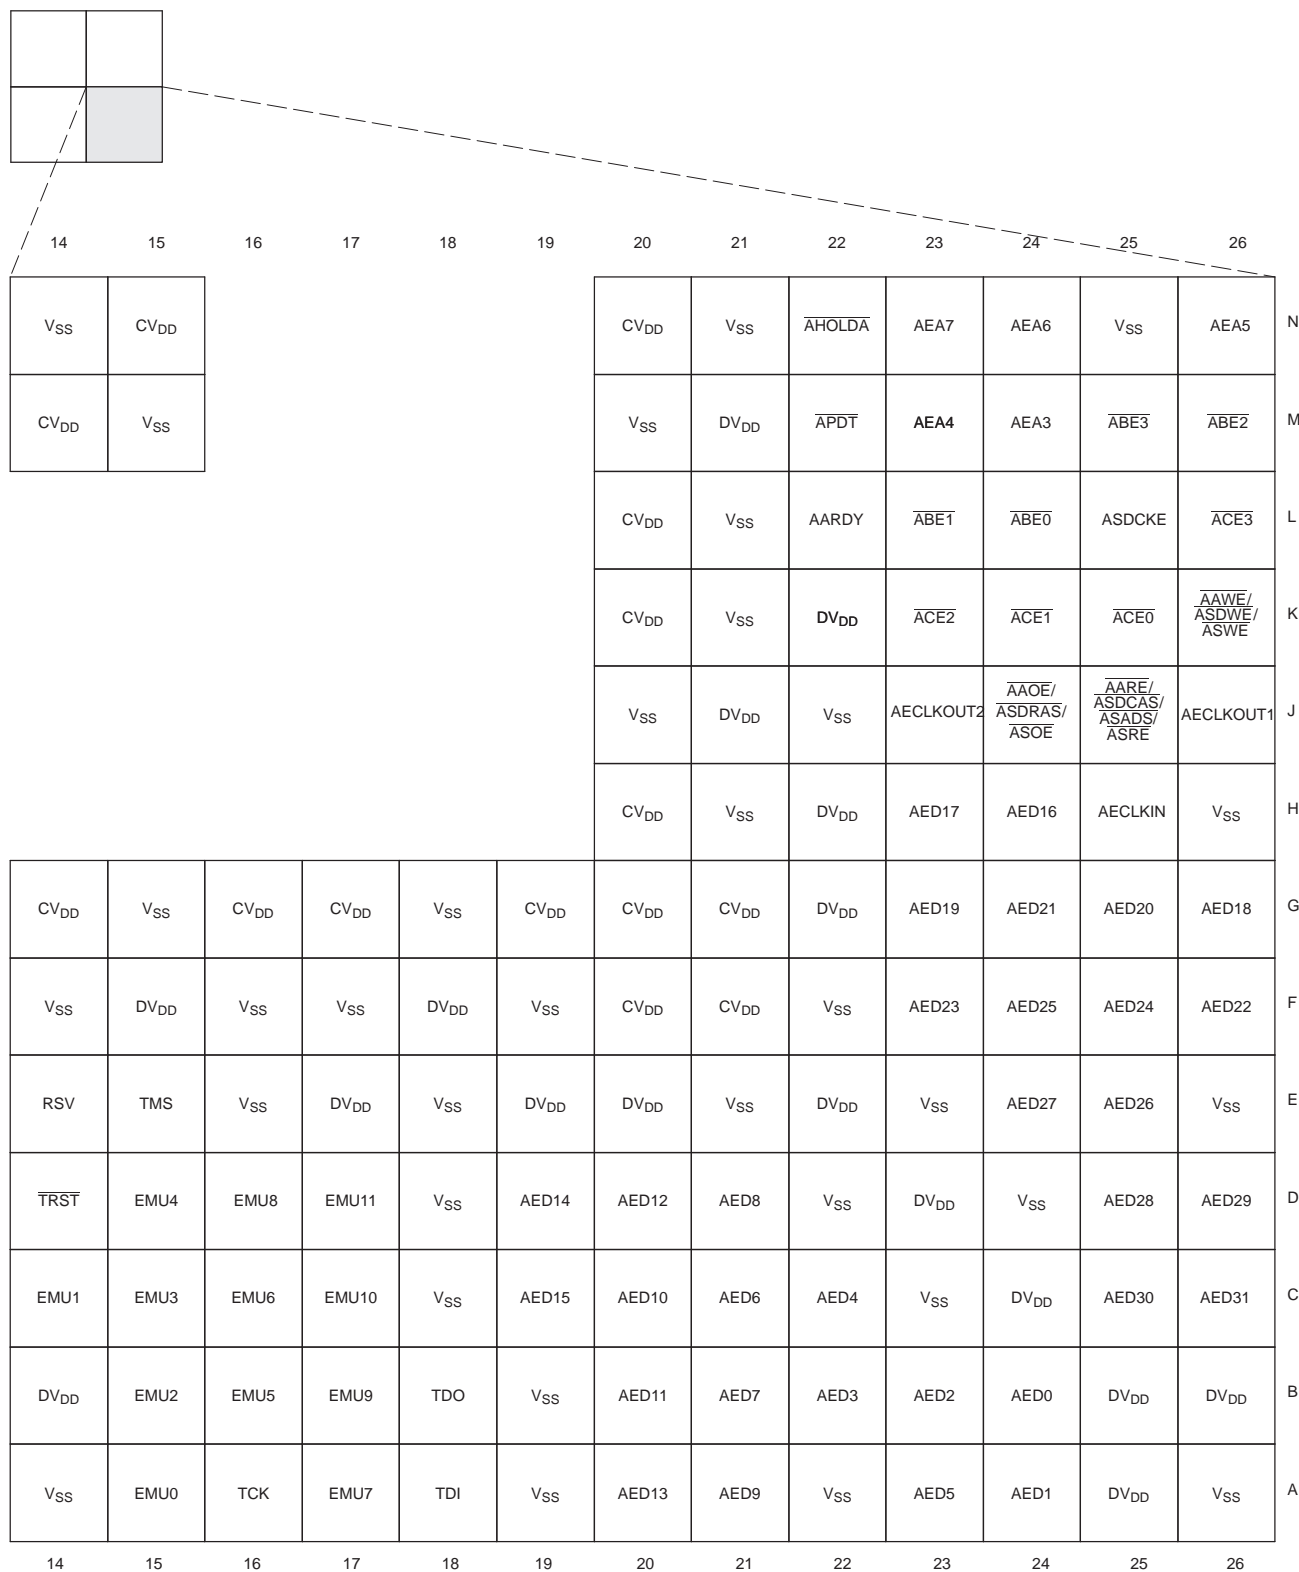 14 15 16 17 18 19 20 21 22 23 24 25 26
VSS CVDD CVDD VSS AHOLDA AEA7 AEA6 VSS AEA5 N
CVDD VSS VSS DVDD APDT AEA4 AEA3 ABE3 ABE2 M
CVDD VSS AARDY ABE1 ABE0 ASDCKE ACE3 L
CVDD VSS DVDD ACE2 ACE1 ACE0 AAWE/ ASDWE/ ASWE K
VSS DVDD VSS AECLKOUT2 AAOE/ ASDRAS/ ASOE AARE/ ASDCAS/ ASADS/ ASRE AECLKOUT1 J
CVDD VSS DVDD AED17 AED16 AECLKIN VSS H
CVDD VSS CVDD CVDD VSS CVDD CVDD CVDD DVDD AED19 AED21 AED20 AED18 G
VSS DVDD VSS VSS DVDD VSS CVDD CVDD VSS AED23 AED25 AED24 AED22 F
RSV TMS VSS DVDD VSS DVDD DVDD VSS DVDD VSS AED27 AED26 VSS E
TRST EMU4 EMU8 EMU11 VSS AED14 AED12 AED8 VSS DVDD VSS AED28 AED29 D
EMU1 EMU3 EMU6 EMU10 VSS AED15 AED10 AED6 AED4 VSS DVDD AED30 AED31 C
DVDD EMU2 EMU5 EMU9 TDO VSS AED11 AED7 AED3 AED2 AED0 DVDD DVDD B
VSS EMU0 TCK EMU7 TDI VSS AED13 AED9 VSS AED5 AED1 DVDD VSS A
14 15 16 17 18 19 20 21 22 23 24 25 26